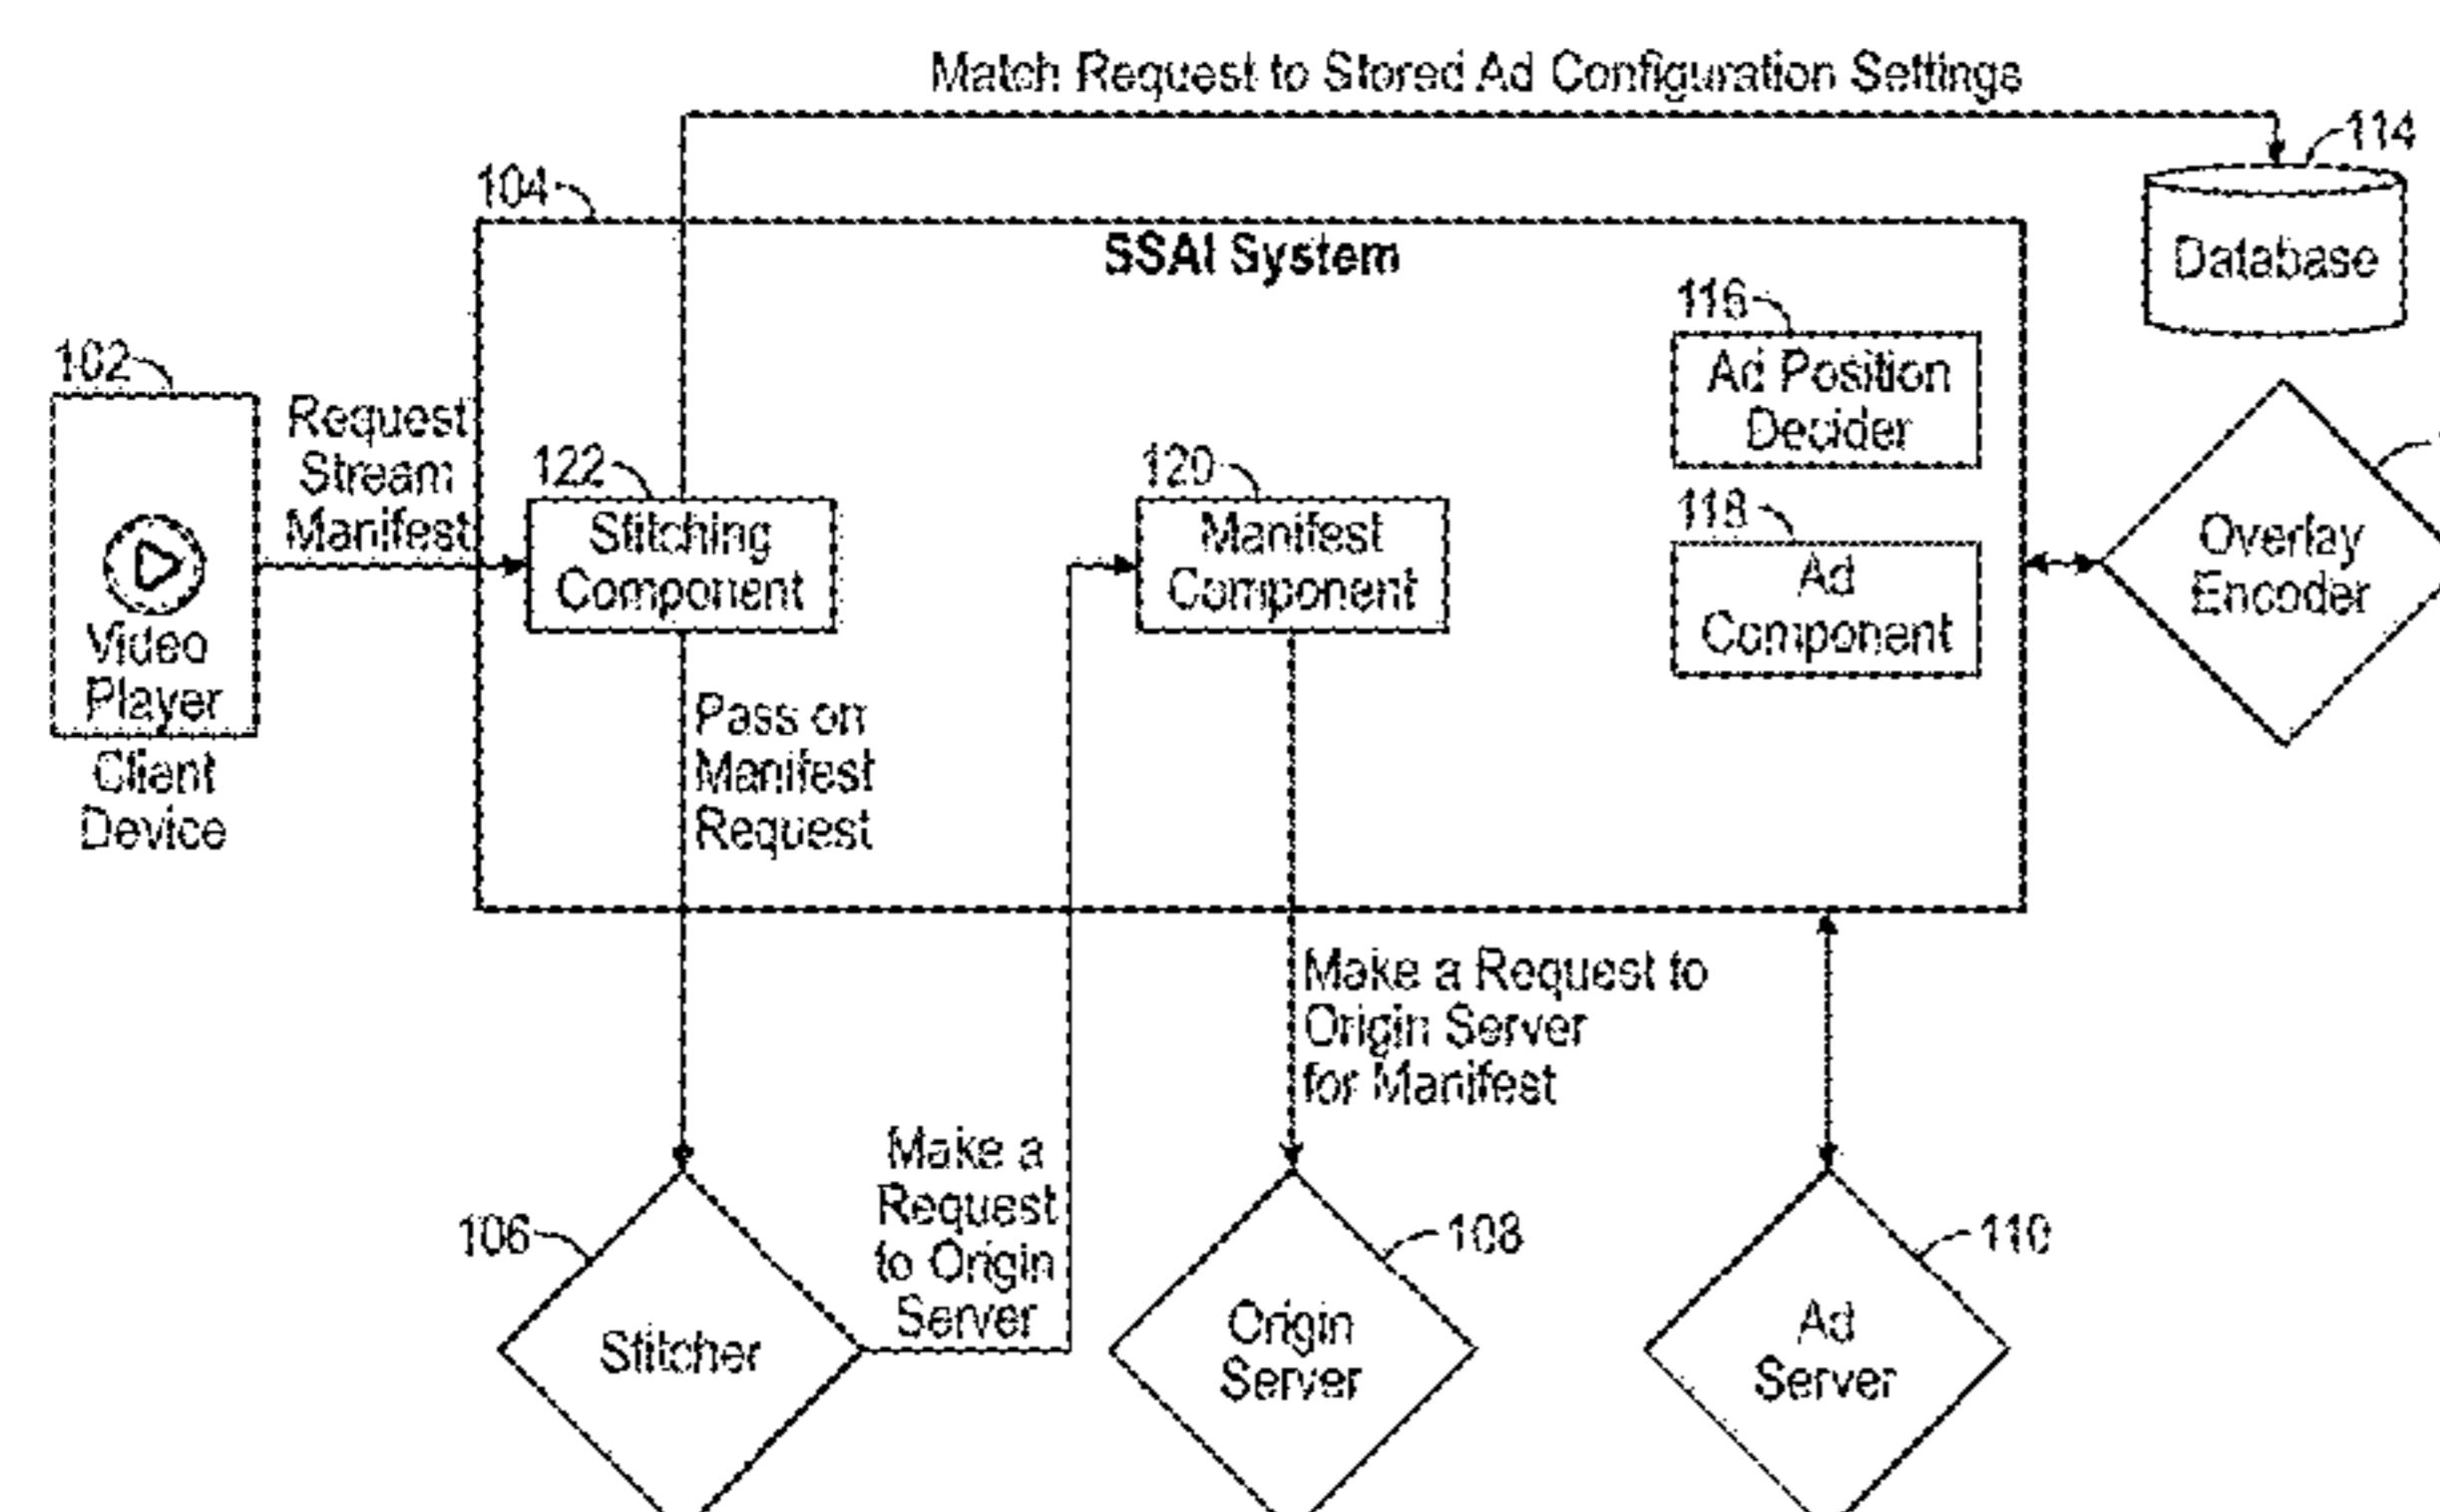 Match Request to Stored Ad Configuration Settings
114
Database
104
SSAI System
116
Ad Position
Decider
102
Request
Stream
Manifest
Video
Player
Client
Device
122
Stitching
Component
120
Manifest
Component
118
Ad
Component
Overlay
Encoder
Pass on
Manifest
Request
Make a Request to
Origin Server
for Manifest
Make a
Request
to Origin
Server
106
Stitcher
108
Origin
Server
110
Ad
Server